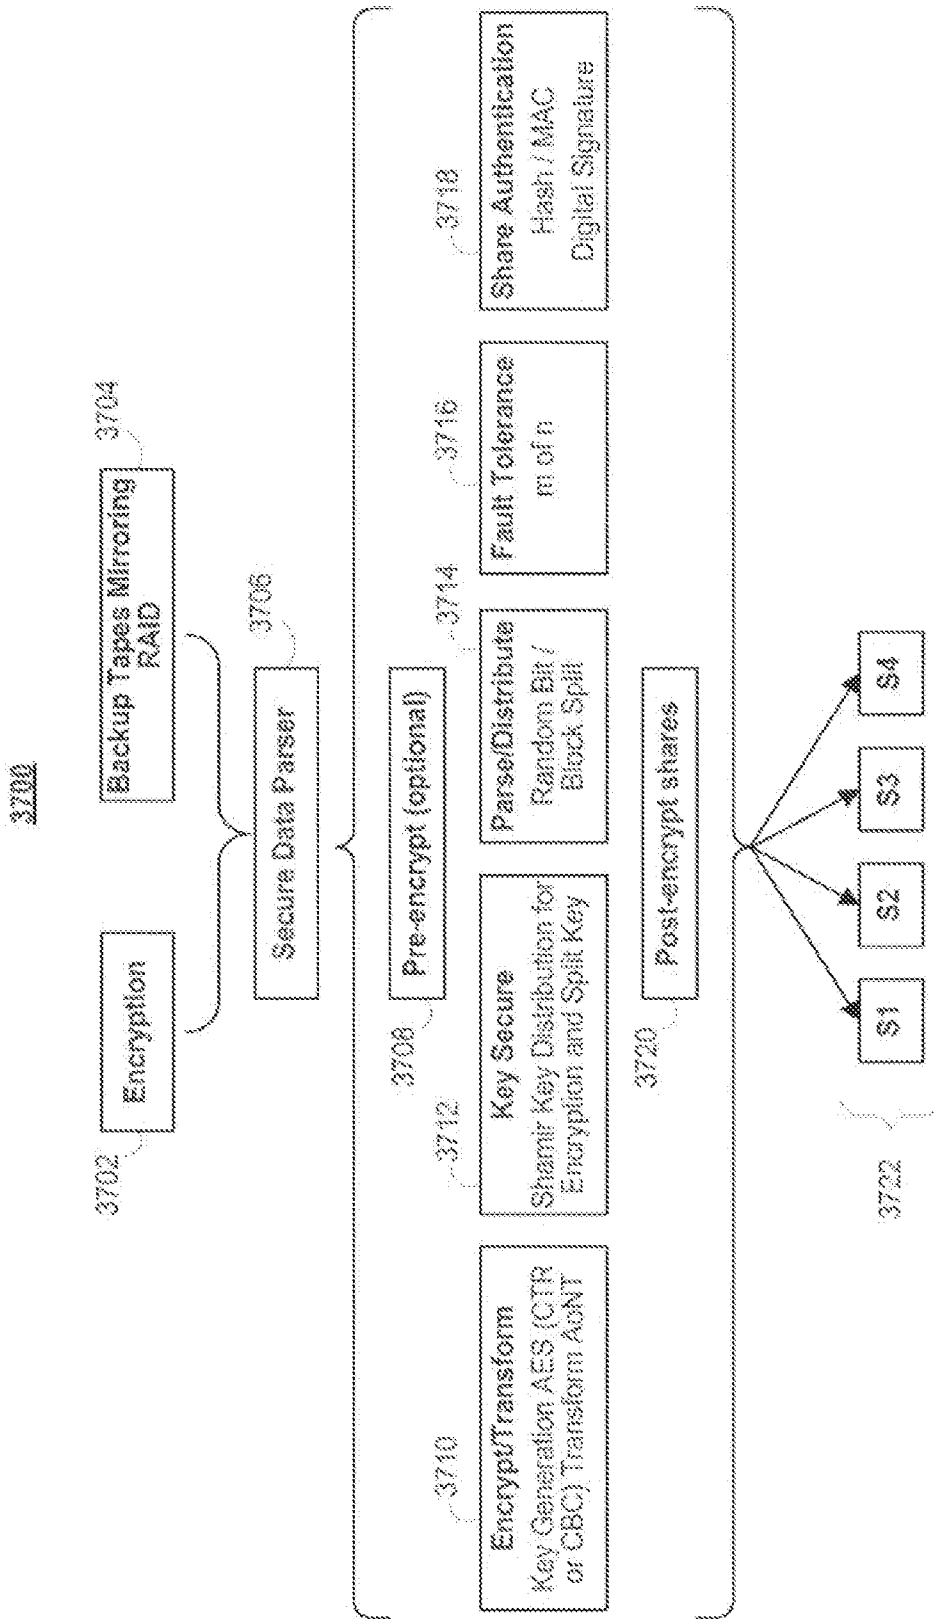 3700
3702
Encryption
Backup Tapes Mirroring
RAID
3704
Secure Data Parser
3706
3708
Pre-encrypt (optional)
3710
Encrypt/Transform
Key Generation AES (CTR
or CBC) Transform AoNT
3712
Key Secure
Shamir Key Distribution for
Encryption and Split Key
3714
Parse/Distribute
Random Bit /
Block Split
3716
Fault Tolerance
m of n
3718
Share Authentication
Hash / MAC
Digital Signature
3720
Post-encrypt shares
3722
S1
S2
S3
S4